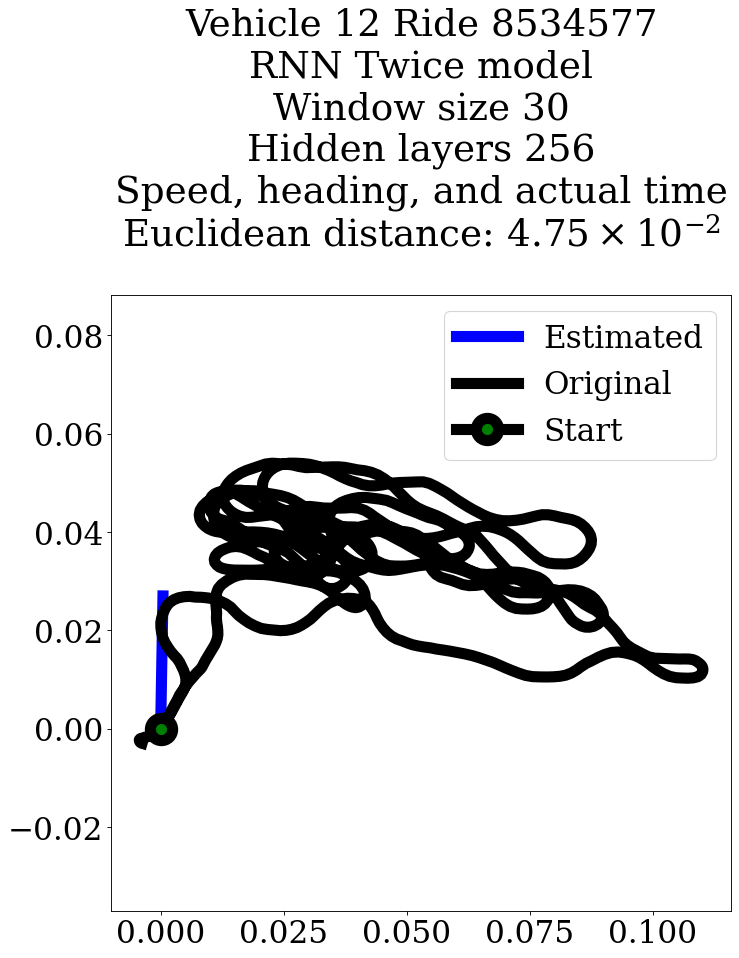 Vehicle 12 Ride 8534577
RNN Twice model
Window size 30
Hidden layers 256
Speed, heading, and actual time
Euclidean distance: 4.75 × 10⁻²
Estimated
Original
Start
0.08
0.06
0.04
0.02
0.00
−0.02
0.000 0.025 0.050 0.075 0.100